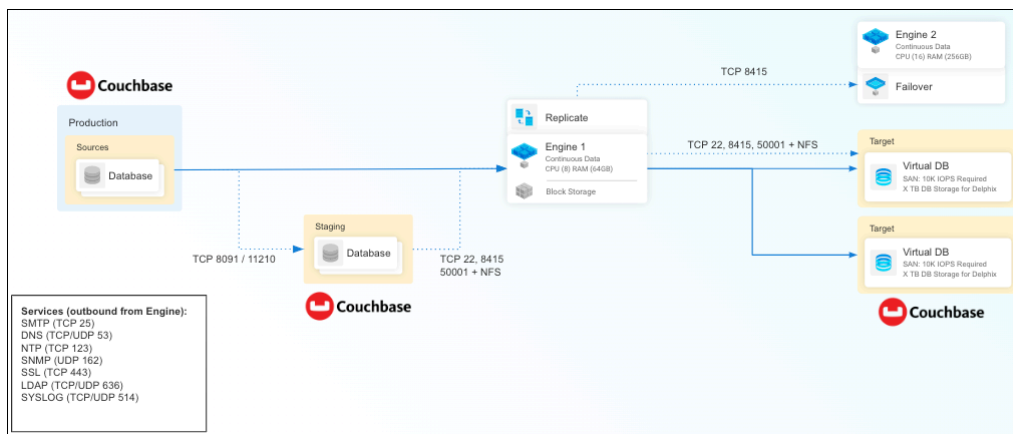 Couchbase
Production
Sources
Database
TCP 8091 / 11210
Staging
Database
Couchbase
TCP 22, 8415
50001 + NFS
Replicate
Engine 1
Continuous Data
CPU (8) RAM (64GB)
Block Storage
TCP 8415
Engine 2
Continuous Data
CPU (16) RAM (256GB)
Failover
TCP 22, 8415, 50001 + NFS
Target
Virtual DB
SAN: 10K IOPS Required
X TB DB Storage for Delphix
Target
Virtual DB
SAN: 10K IOPS Required
X TB DB Storage for Delphix
Couchbase
Services (outbound from Engine):
SMTP (TCP 25)
DNS (TCP/UDP 53)
NTP (TCP 123)
SNMP (UDP 162)
SSL (TCP 443)
LDAP (TCP/UDP 636)
SYSLOG (TCP/UDP 514)